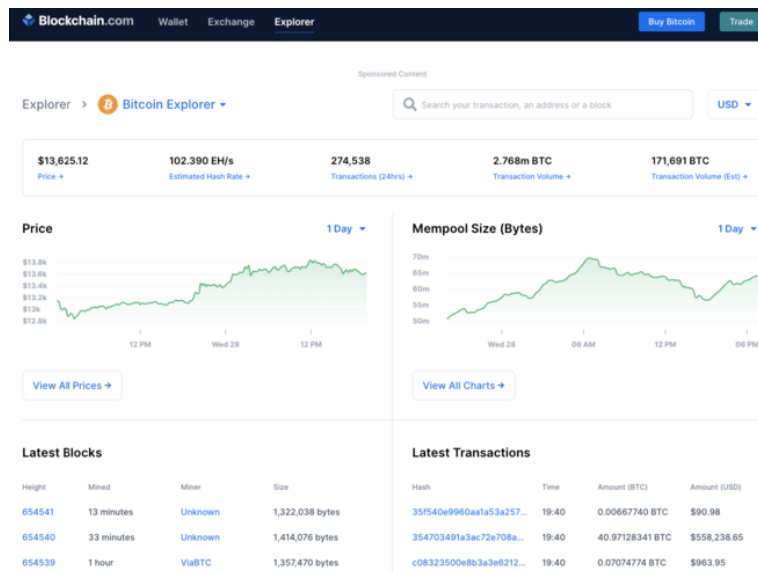 Blockchain.com Wallet Exchange Explorer Buy Bitcoin Trade
Sponsored Content
Explorer > Bitcoin Explorer Search your transaction, an address or a block USD
$13,625.12 102.390 EH/s 274,538 2.768m BTC 171,691 BTC
Price → Estimated Hash Rate → Transactions (24hrs) → Transaction Volume → Transaction Volume (Est) →
Price 1 Day
$13.8k
$13.6k
$13.4k
$13.2k
$13k
$12.8k
12 PM Wed 28 12 PM
View All Prices →
Mempool Size (Bytes) 1 Day
70m
65m
60m
55m
50m
Wed 28 06 AM 12 PM 06 PM
View All Charts →
Latest Blocks
Height Mined Miner Size
654541 13 minutes Unknown 1,322,038 bytes
654540 33 minutes Unknown 1,414,076 bytes
654539 1 hour ViaBTC 1,357,470 bytes
Latest Transactions
Hash Time Amount (BTC) Amount (USD)
35f540e9960aa1a53a257... 19:40 0.00667740 BTC $90.98
354703491a3ac72e708a... 19:40 40.97128341 BTC $558,238.65
c08323500e8b3a3e6212... 19:40 0.07074774 BTC $963.95